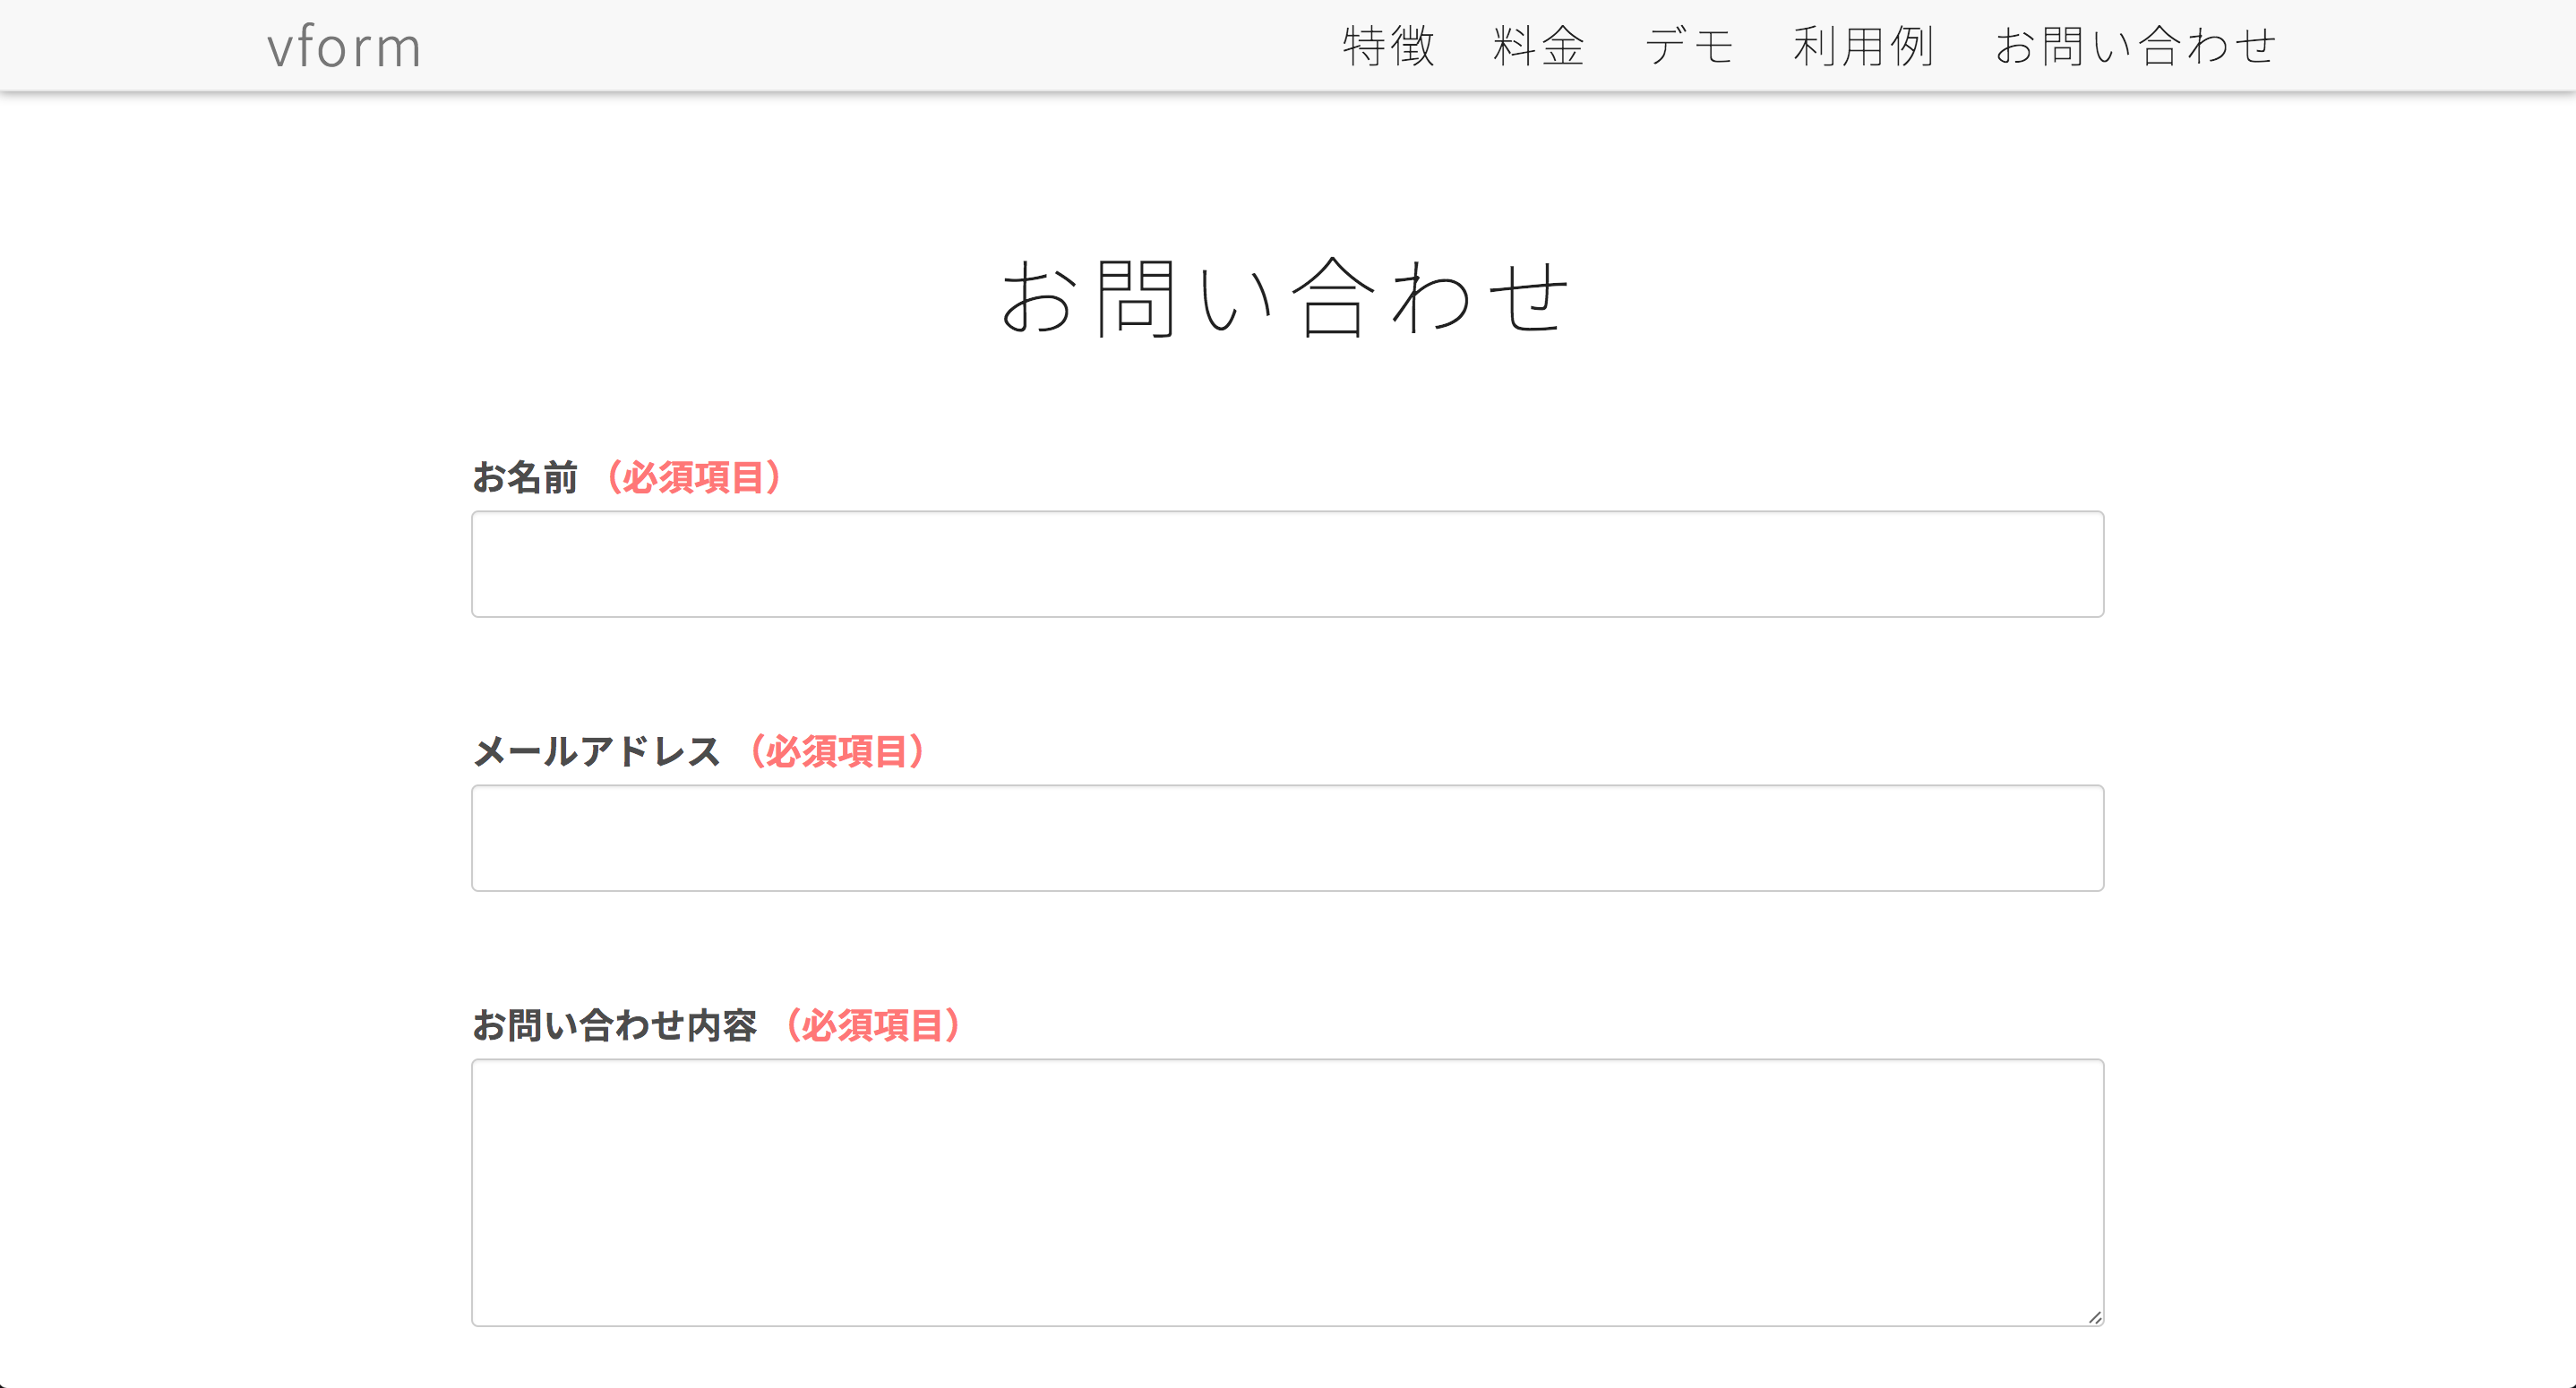 vform 特徴 料金 デモ 利用例 お問い合わせ
お問い合わせ
お名前 （必須項目）
メールアドレス （必須項目）
お問い合わせ内容 （必須項目）